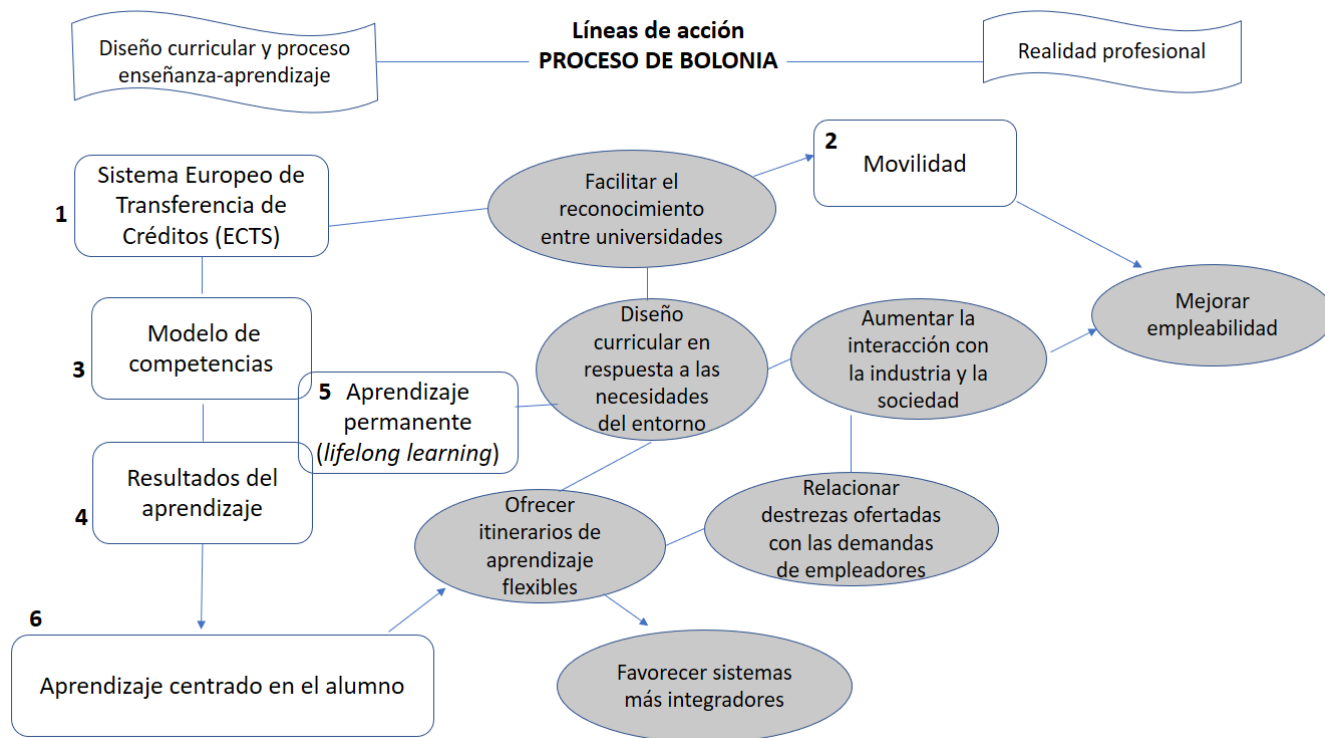 Líneas de acción
PROCESO DE BOLONIA
Diseño curricular y proceso
enseñanza-aprendizaje
Realidad profesional
1
Sistema Europeo de
Transferencia de
Créditos (ECTS)
Facilitar el
reconocimiento
entre universidades
2
Movilidad
3
Modelo de
competencias
5 Aprendizaje
permanente
(lifelong learning)
Diseño
curricular en
respuesta a las
necesidades
del entorno
Aumentar la
interacción con
la industria y la
sociedad
Mejorar
empleabilidad
4
Resultados del
aprendizaje
Ofrecer
itinerarios de
aprendizaje
flexibles
Relacionar
destrezas ofertadas
con las demandas
de empleadores
6
Aprendizaje centrado en el alumno
Favorecer sistemas
más integradores